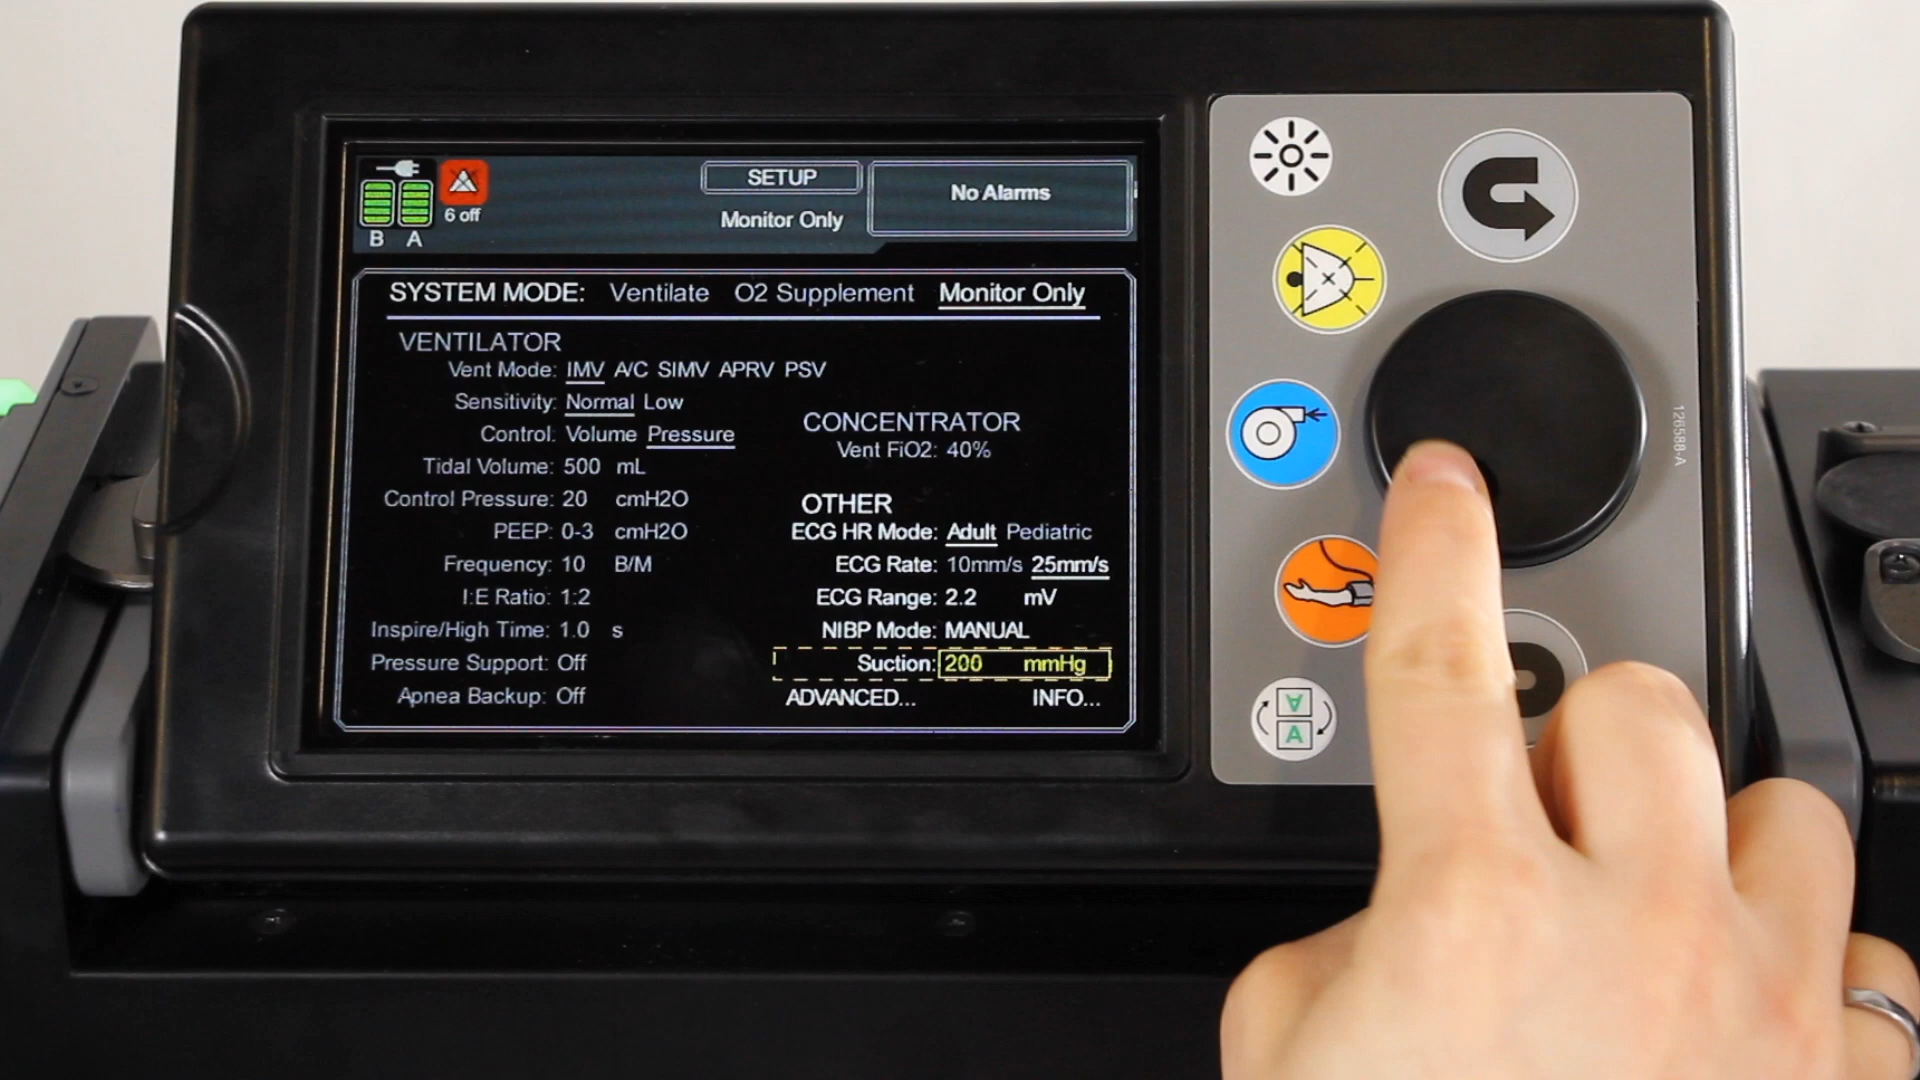 SETUP
No Alarms
6 off
Monitor Only
B A
SYSTEM MODE: Ventilate O2 Supplement Monitor Only
VENTILATOR
Vent Mode: IMV A/C SIMV APRV PSV
Sensitivity: Normal Low
Control: Volume Pressure
Tidal Volume: 500 mL
Control Pressure: 20 cmH2O
PEEP: 0-3 cmH2O
Frequency: 10 B/M
I:E Ratio: 1:2
Inspire/High Time: 1.0 s
Pressure Support: Off
Apnea Backup: Off
CONCENTRATOR
Vent FiO2: 40%
OTHER
ECG HR Mode: Adult Pediatric
ECG Rate: 10mm/s 25mm/s
ECG Range: 2.2 mV
NIBP Mode: MANUAL
Suction: 200 mmHg
ADVANCED... INFO...
A
A
126588-A